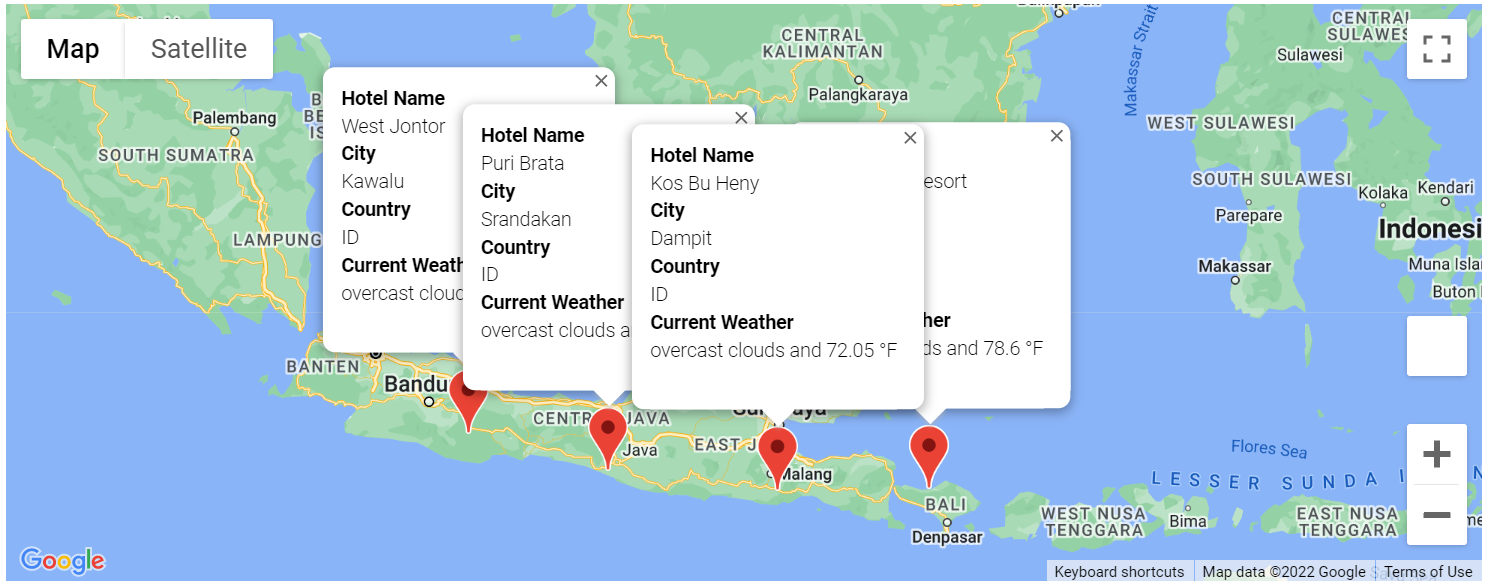 Map
Satellite
Hotel Name
West Jontor
City
Kawalu
Country
ID
Current Weath
overcast cloud
Hotel Name
Puri Brata
City
Srandakan
Country
ID
Current Weather
overcast clouds a
Hotel Name
Kos Bu Heny
City
Dampit
Country
ID
Current Weather
overcast clouds and 72.05 °F
esort
her
ds and 78.6 °F
CENTRAL
KALIMANTAN
Palangkaraya
Makassar Strait
CENTRAL
SULAWES
Sulawesi
WEST SULAWESI
SOUTH SULAWESI
Kolaka
Kendari
Parepare
Indonesi
Makassar
Muna Isla
Buton
Palembang
SOUTH SUMATRA
LAMPUNG
BANTEN
Bandu
CENTR
JAVA
Java
EAST J
Malang
BALI
Denpasar
Flores Sea
LESSER SUNDA I
WEST NUSA
TENGGARA
Bima
EAST NUSA
TENGGARA
Google
Keyboard shortcuts
Map data ©2022 Google
Terms of Use